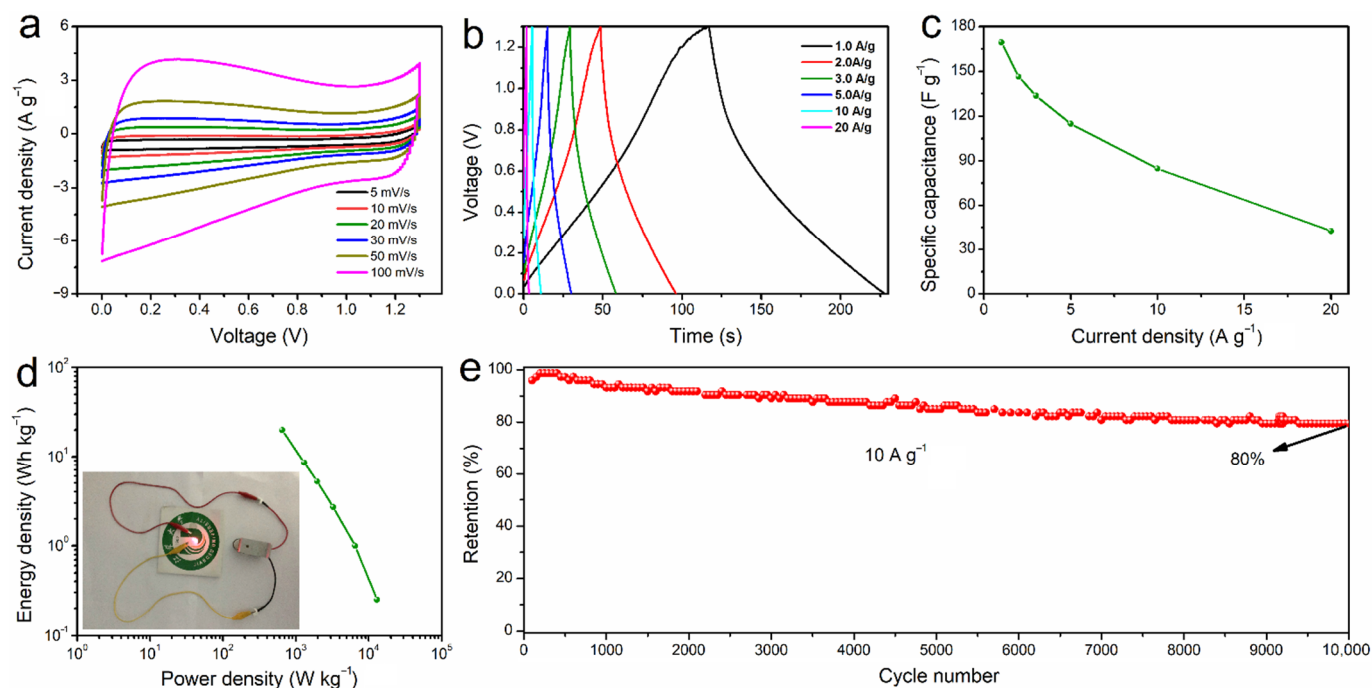 a
Current density (A g⁻¹)
6
3
0
−3
−6
−9
5 mV/s
10 mV/s
20 mV/s
30 mV/s
50 mV/s
100 mV/s
0.0 0.2 0.4 0.6 0.8 1.0 1.2
Voltage (V)
b
Voltage (V)
1.2
1.0
0.8
0.6
0.4
0.2
0.0
1.0 A/g
2.0A/g
3.0 A/g
5.0A/g
10 A/g
20 A/g
0 50 100 150 200
Time (s)
c
Specific capacitance (F g⁻¹)
180
150
120
90
60
30
0
0 5 10 15 20
Current density (A g⁻¹)
d
Energy density (Wh kg⁻¹)
10²
10¹
10⁰
10⁻¹
10⁰ 10¹ 10² 10³ 10⁴ 10⁵
Power density (W kg⁻¹)
e
Retention (%)
100
80
60
40
20
0
10 A g⁻¹
80%
0 1000 2000 3000 4000 5000 6000 7000 8000 9000 10,000
Cycle number